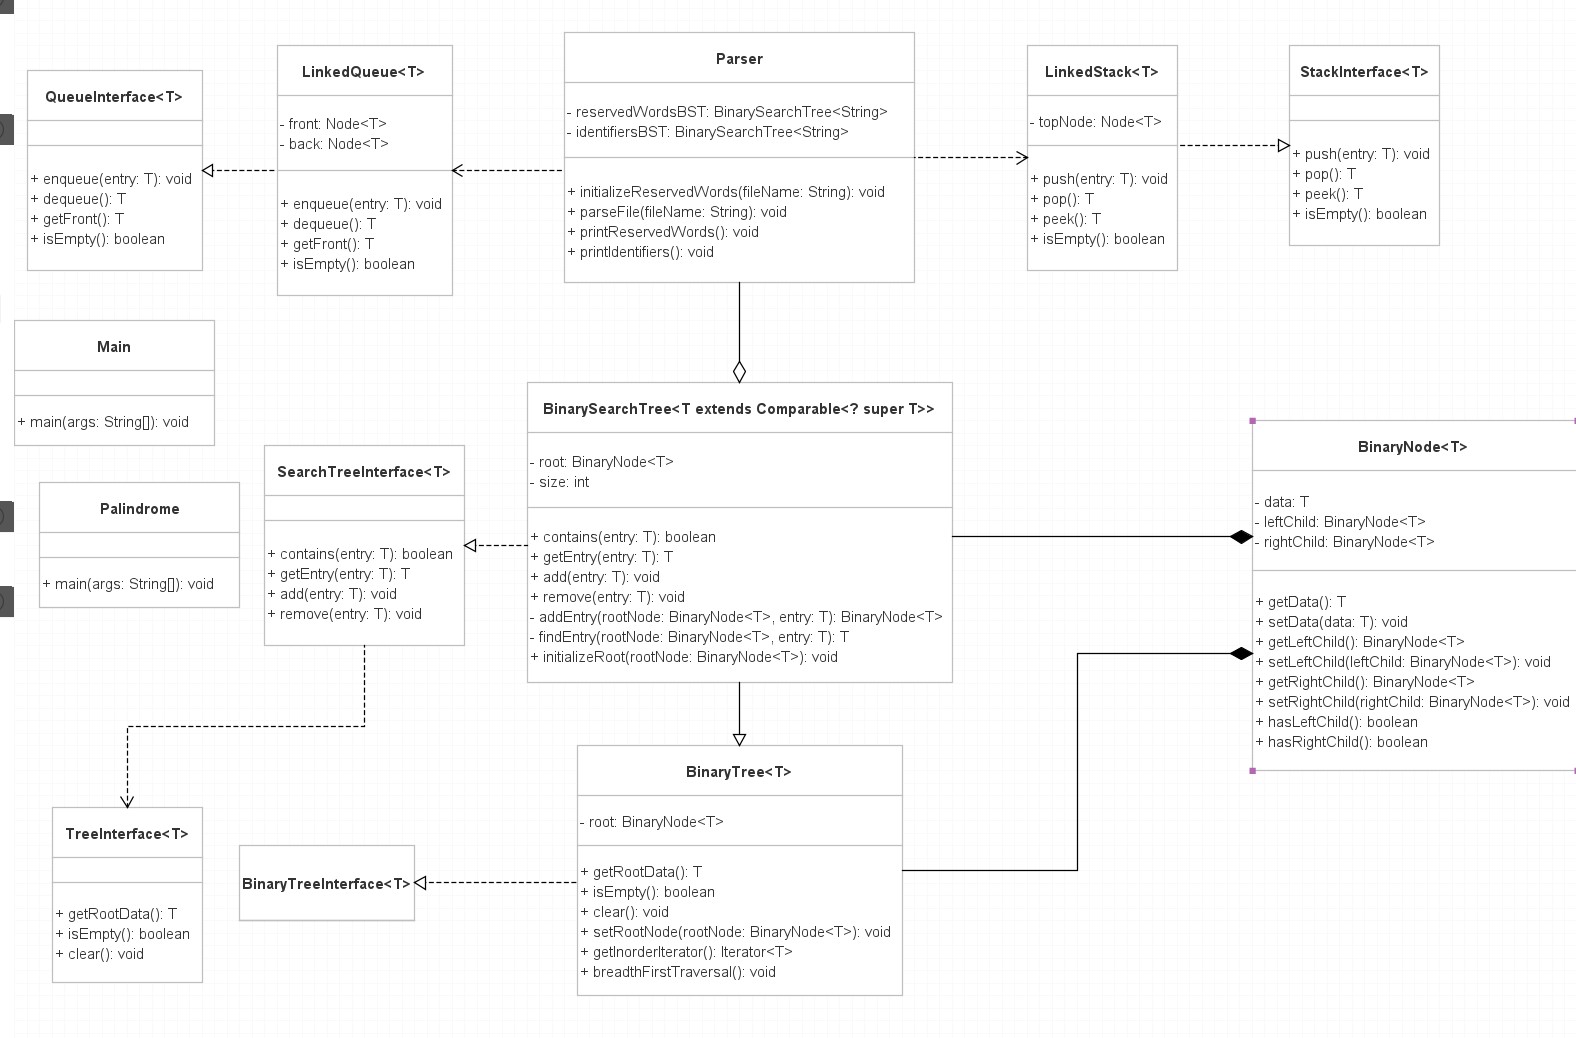 QueueInterface<T>
+ enqueue(entry: T): void
+ dequeue(): T
+ getFront(): T
+ isEmpty(): boolean
LinkedQueue<T>
- front: Node<T>
- back: Node<T>
+ enqueue(entry: T): void
+ dequeue(): T
+ getFront(): T
+ isEmpty(): boolean
Parser
- reservedWordsBST: BinarySearchTree<String>
- identifiersBST: BinarySearchTree<String>
+ initializeReservedWords(fileName: String): void
+ parseFile(fileName: String): void
+ printReservedWords(): void
+ printIdentifiers(): void
LinkedStack<T>
- topNode: Node<T>
+ push(entry: T): void
+ pop(): T
+ peek(): T
+ isEmpty(): boolean
StackInterface<T>
+ push(entry: T): void
+ pop(): T
+ peek(): T
+ isEmpty(): boolean
Main
+ main(args: String[]): void
Palindrome
+ main(args: String[]): void
SearchTreeInterface<T>
+ contains(entry: T): boolean
+ getEntry(entry: T): T
+ add(entry: T): void
+ remove(entry: T): void
BinarySearchTree<T extends Comparable<? super T>>
- root: BinaryNode<T>
- size: int
+ contains(entry: T): boolean
+ getEntry(entry: T): T
+ add(entry: T): void
+ remove(entry: T): void
- addEntry(rootNode: BinaryNode<T>, entry: T): BinaryNode<T>
- findEntry(rootNode: BinaryNode<T>, entry: T): T
+ initializeRoot(rootNode: BinaryNode<T>): void
BinaryNode<T>
- data: T
- leftChild: BinaryNode<T>
- rightChild: BinaryNode<T>
+ getData(): T
+ setData(data: T): void
+ getLeftChild(): BinaryNode<T>
+ setLeftChild(leftChild: BinaryNode<T>): void
+ getRightChild(): BinaryNode<T>
+ setRightChild(rightChild: BinaryNode<T>): void
+ hasLeftChild(): boolean
+ hasRightChild(): boolean
TreeInterface<T>
+ getRootData(): T
+ isEmpty(): boolean
+ clear(): void
BinaryTreeInterface<T>
BinaryTree<T>
- root: BinaryNode<T>
+ getRootData(): T
+ isEmpty(): boolean
+ clear(): void
+ setRootNode(rootNode: BinaryNode<T>): void
+ getInorderIterator(): Iterator<T>
+ breadthFirstTraversal(): void